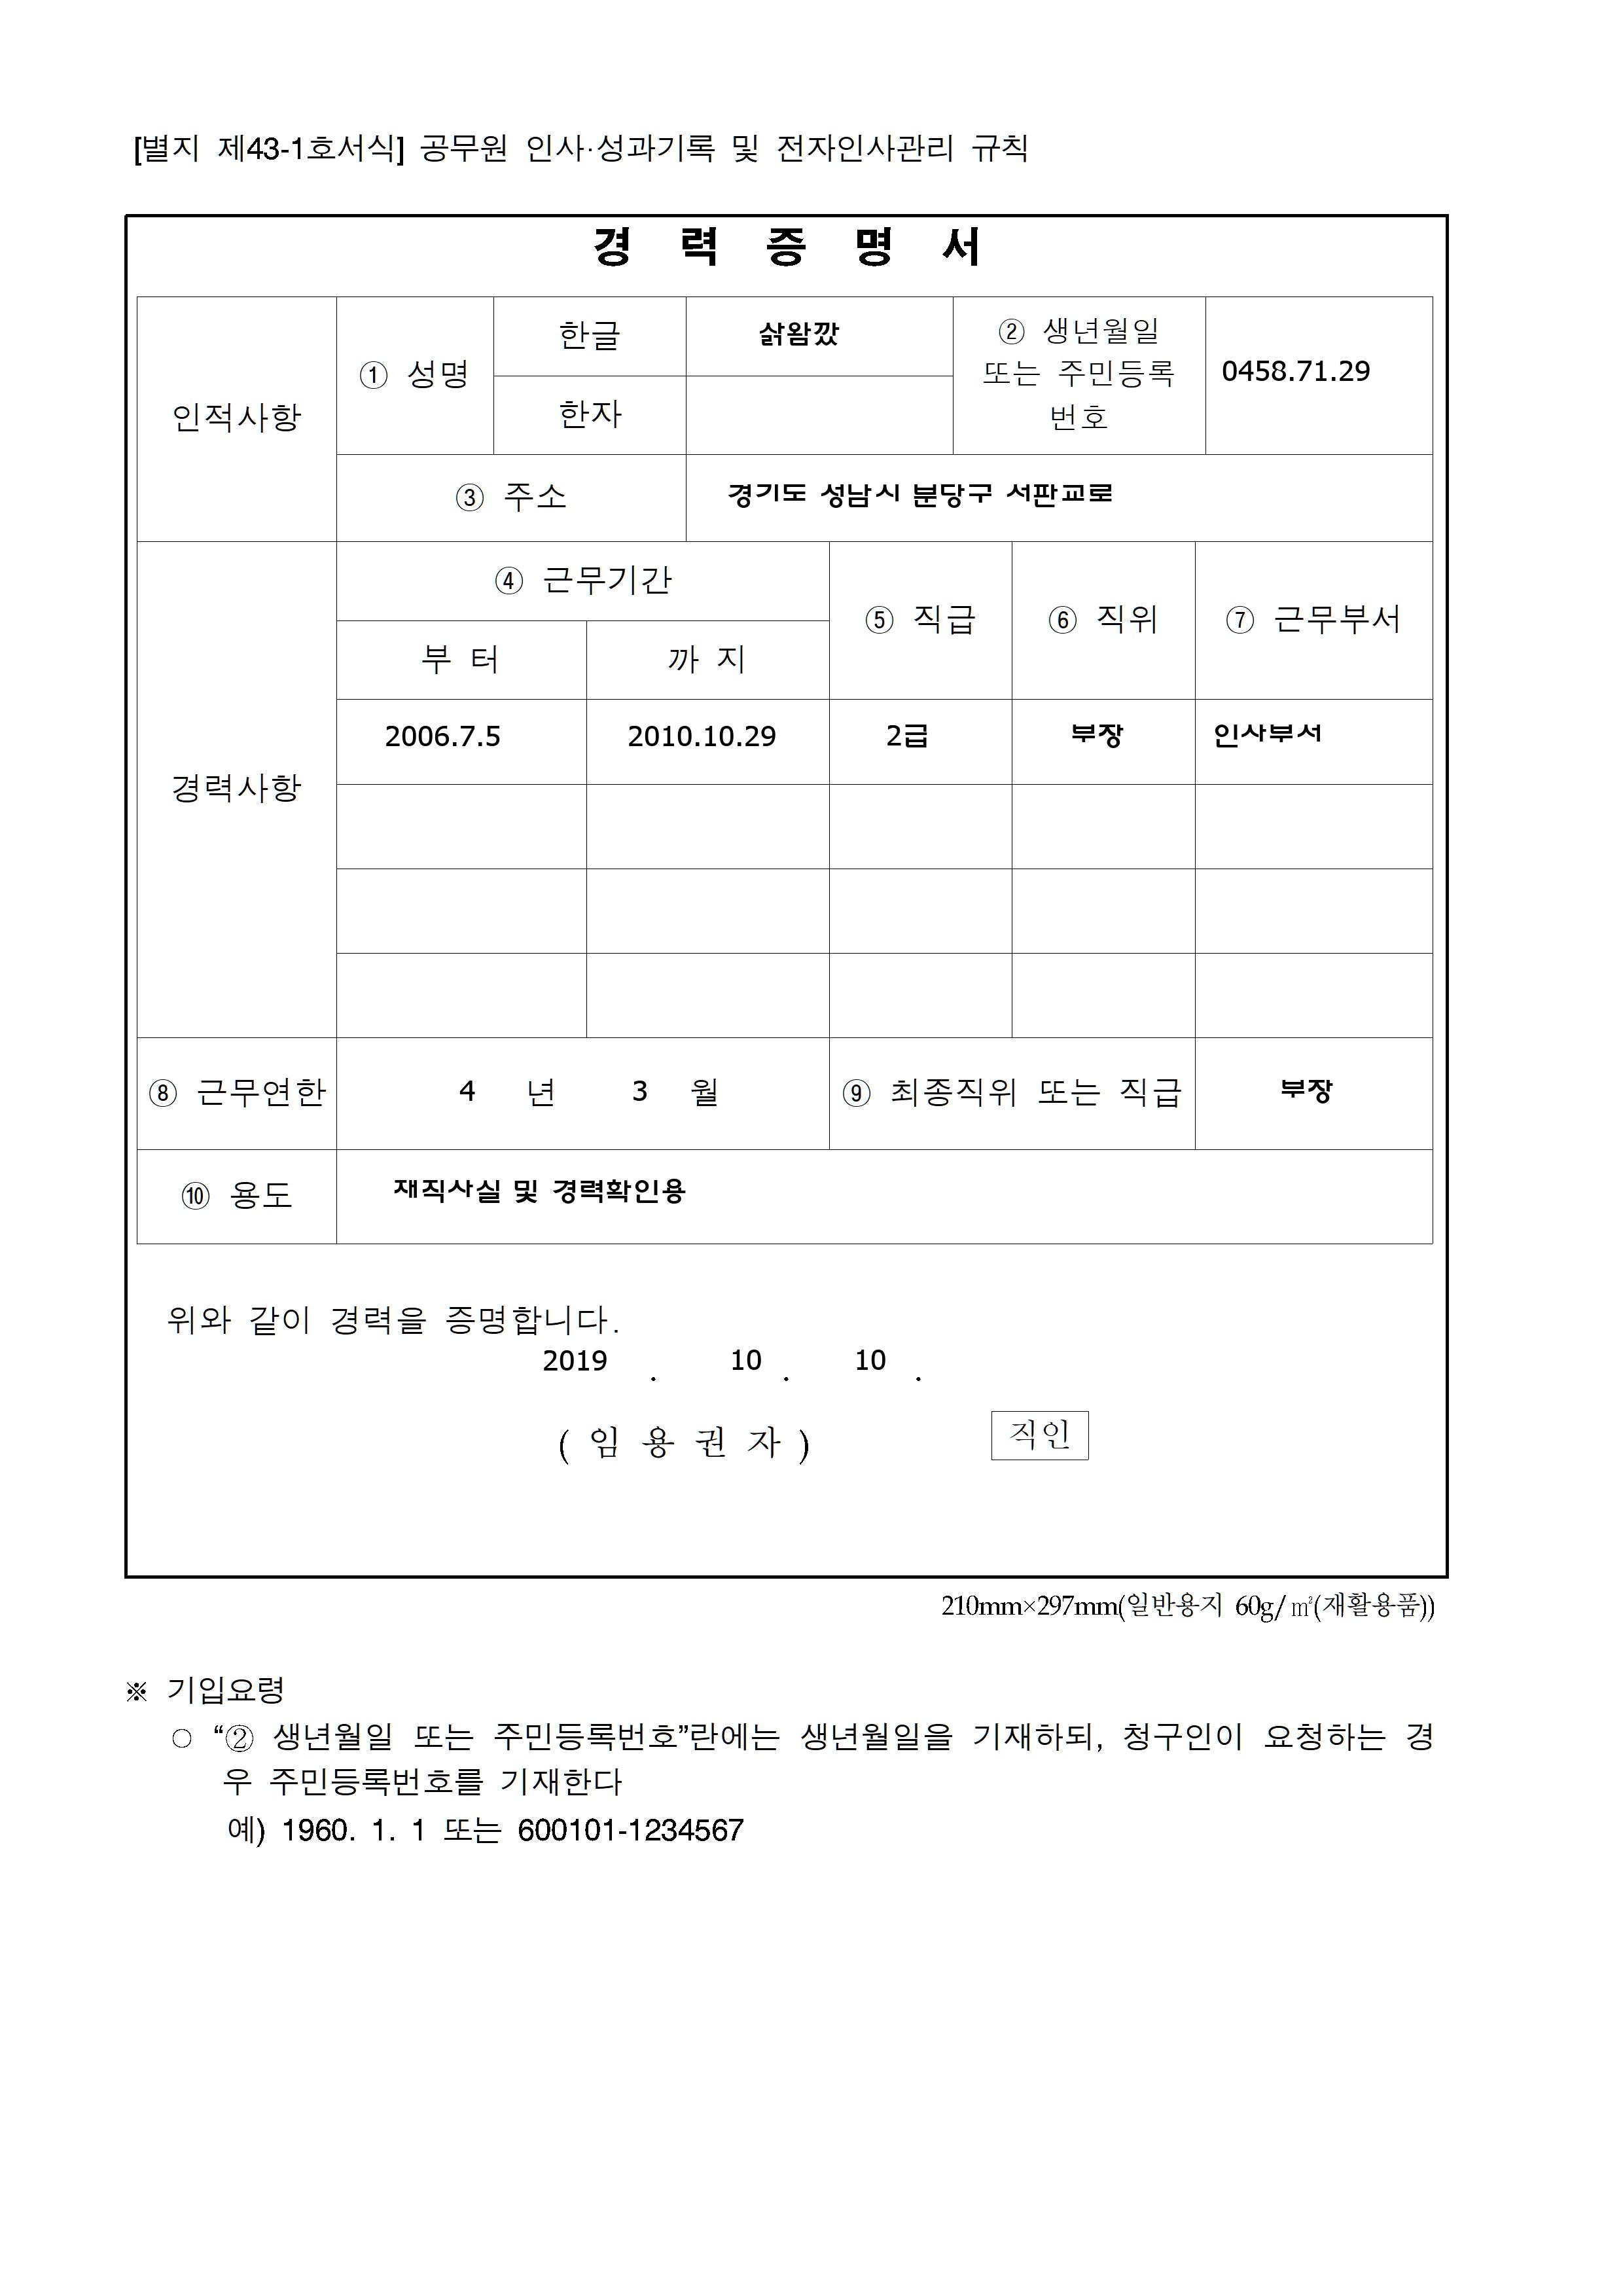 [별지 제43-1호서식] 공무원 인사·성과기록 및 전자인사관리 규칙
경 력 증 명 서
인적사항
① 성명
한글
삵왐깠
② 생년월일
또는 주민등록
번호
0458.71.29
한자
③ 주소
경기도 성남시 분당구 서판교로
경력사항
④ 근무기간
⑤ 직급
⑥ 직위
⑦ 근무부서
부 터
까 지
2006.7.5
2010.10.29
2급
부장
인사부서
⑧ 근무연한
4 년 3 월
⑨ 최종직위 또는 직급
부장
⑩ 용도
재직사실 및 경력확인용
위와 같이 경력을 증명합니다.
2019 . 10 . 10 .
( 임 용 권 자 )
직인
210mm×297mm(일반용지 60g/㎡(재활용품))
※ 기입요령
○ “② 생년월일 또는 주민등록번호”란에는 생년월일을 기재하되, 청구인이 요청하는 경
우 주민등록번호를 기재한다
예) 1960. 1. 1 또는 600101-1234567